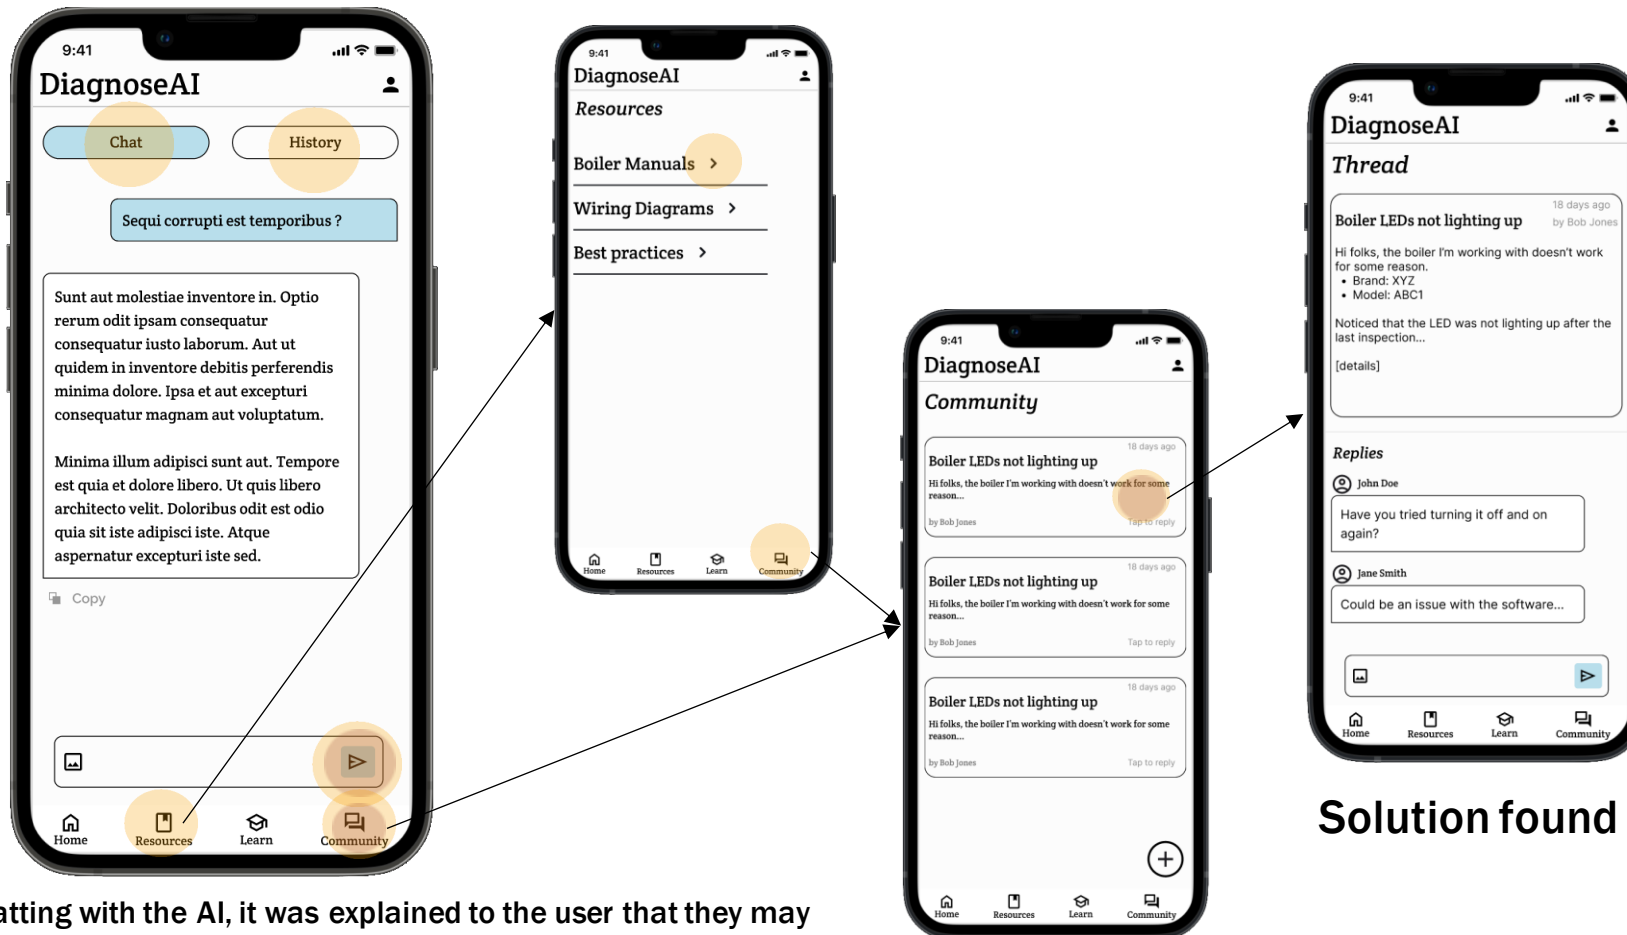 9:41
DiagnoseAI
Chat
History
Sequi corrupti est temporibus ?
Sunt aut molestiae inventore in. Optio
rerum odit ipsam consequatur
consequatur iusto laborum. Aut ut
quidem in inventore debitis perferendis
minima dolore. Ipsa et aut excepturi
consequatur magnam aut voluptatum.
Minima illum adipisci sunt aut. Tempore
est quia et dolore libero. Ut quis libero
architecto velit. Doloribus odit est odio
quia sit iste adipisci iste. Atque
aspernatur excepturi iste sed.
Copy
Home
Resources
Learn
Community
9:41
DiagnoseAI
Resources
Boiler Manuals
Wiring Diagrams
Best practices
Home
Resources
Learn
Community
9:41
DiagnoseAI
Community
18 days ago
Boiler LEDs not lighting up
Hi folks, the boiler I'm working with doesn't work for some
reason...
by Bob Jones
Tap to reply
18 days ago
Boiler LEDs not lighting up
Hi folks, the boiler I'm working with doesn't work for some
reason...
by Bob Jones
Tap to reply
18 days ago
Boiler LEDs not lighting up
Hi folks, the boiler I'm working with doesn't work for some
reason...
by Bob Jones
Tap to reply
Home
Resources
Learn
Community
9:41
DiagnoseAI
Thread
18 days ago
Boiler LEDs not lighting up
by Bob Jones
Hi folks, the boiler I'm working with doesn't work
for some reason.
• Brand: XYZ
• Model: ABC1
Noticed that the LED was not lighting up after the
last inspection...
[details]
Replies
John Doe
Have you tried turning it off and on
again?
Jane Smith
Could be an issue with the software...
Home
Resources
Learn
Community
Solution found
atting with the AI, it was explained to the user that they may